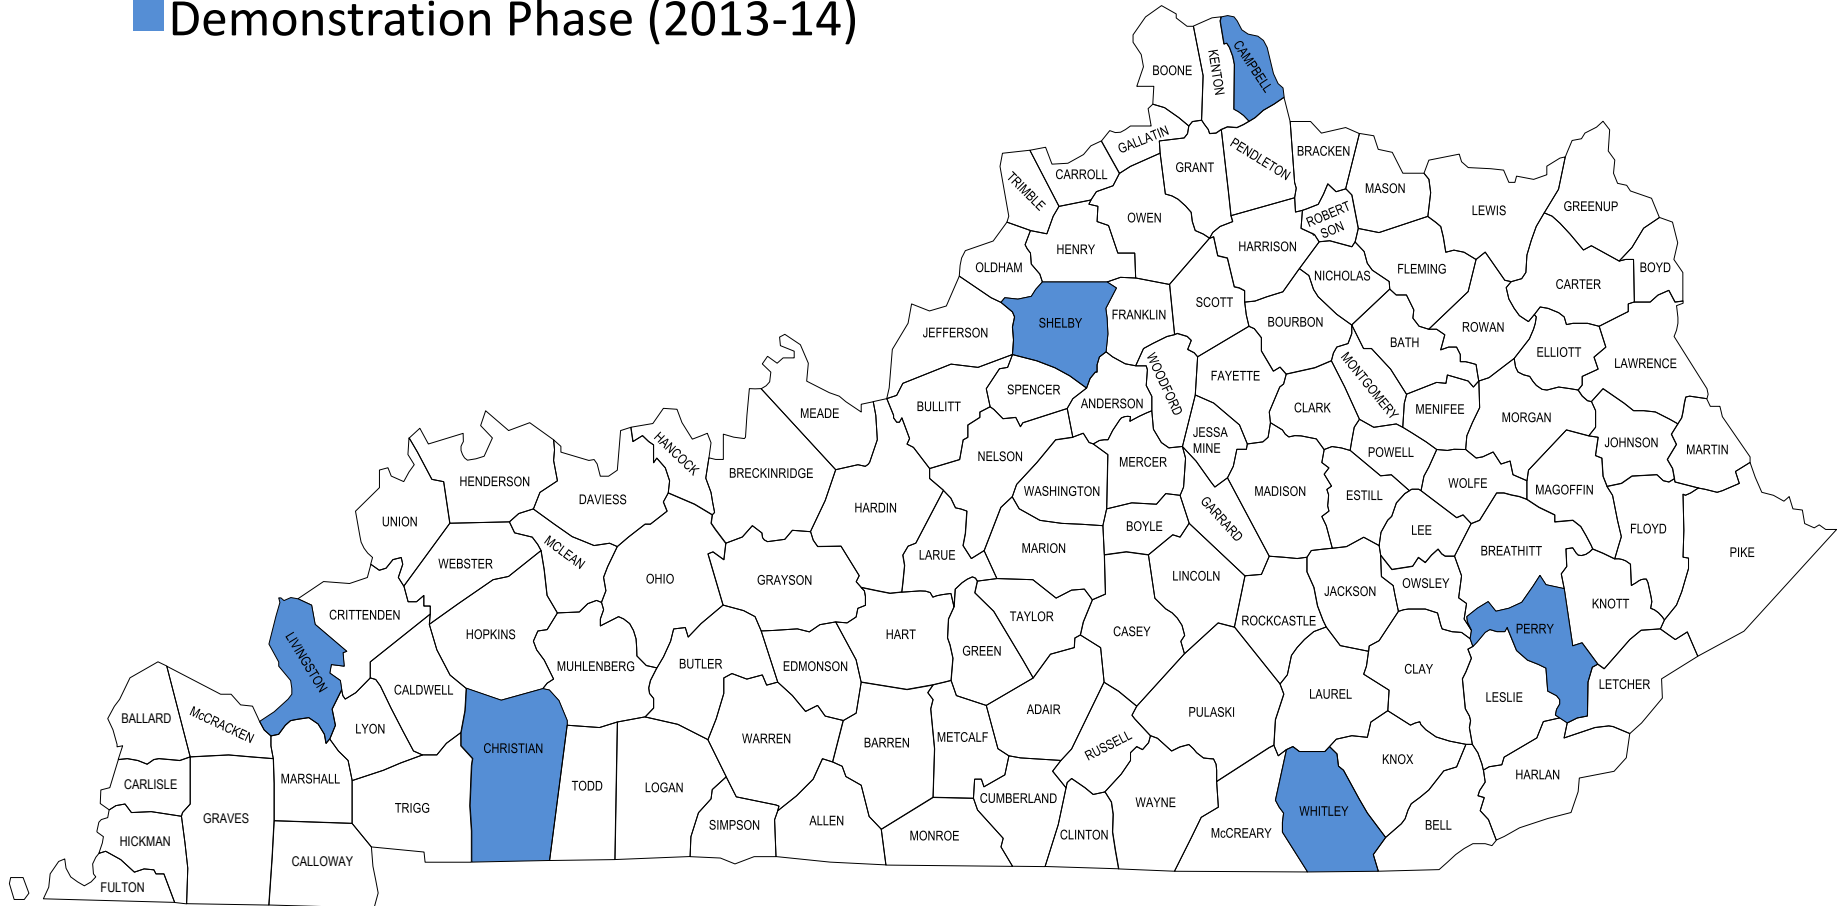 Demonstration Phase (2013-14)
CAMPBELL
KENTON
BOONE
GALLATIN
PENDLETON
BRACKEN
GRANT
CARROLL
TRIMBLE
MASON
LEWIS
GREENUP
OWEN
ROBERT
SON
HENRY
HARRISON
OLDHAM
NICHOLAS
FLEMING
BOYD
CARTER
SCOTT
SHELBY
FRANKLIN
BOURBON
ROWAN
JEFFERSON
BATH
ELLIOTT
LAWRENCE
WOODFORD
MONTGOMERY
FAYETTE
SPENCER
ANDERSON
BULLITT
CLARK
MENIFEE
MEADE
MORGAN
JESSA
MINE
JOHNSON
MARTIN
HANCOCK
NELSON
MERCER
POWELL
BRECKINRIDGE
HENDERSON
WOLFE
MAGOFFIN
WASHINGTON
MADISON
ESTILL
DAVIESS
HARDIN
UNION
GARRARD
BOYLE
LEE
FLOYD
MCLEAN
LARUE
MARION
BREATHITT
PIKE
WEBSTER
OHIO
GRAYSON
LINCOLN
JACKSON
OWSLEY
KNOTT
CRITTENDEN
TAYLOR
ROCKCASTLE
HOPKINS
HART
CASEY
PERRY
LIVINGSTON
MUHLENBERG
BUTLER
EDMONSON
GREEN
CLAY
LETCHER
CALDWELL
LAUREL
LESLIE
BALLARD
McCRACKEN
LYON
ADAIR
PULASKI
CHRISTIAN
WARREN
BARREN
METCALF
RUSSELL
KNOX
HARLAN
CARLISLE
MARSHALL
TODD
LOGAN
CUMBERLAND
WAYNE
TRIGG
WHITLEY
GRAVES
SIMPSON
ALLEN
MONROE
CLINTON
McCREARY
BELL
HICKMAN
CALLOWAY
FULTON